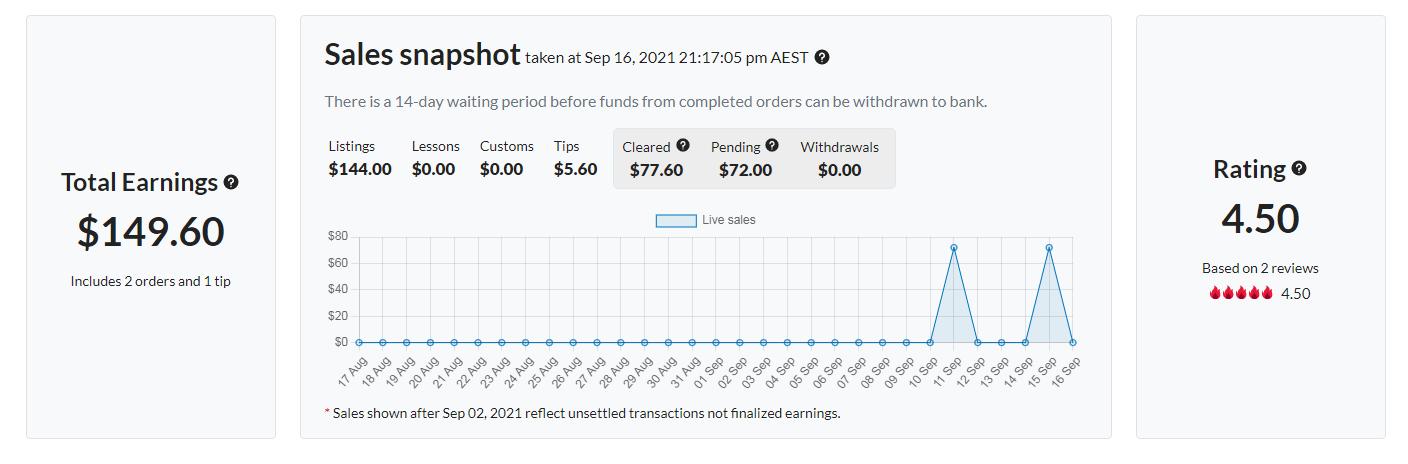 Total Earnings
$149.60
Includes 2 orders and 1 tip
Sales snapshot taken at Sep 16, 2021 21:17:05 pm AEST
There is a 14-day waiting period before funds from completed orders can be withdrawn to bank.
Listings Lessons Customs Tips Cleared Pending Withdrawals
$144.00 $0.00 $0.00 $5.60 $77.60 $72.00 $0.00
Live sales
$80
$60
$40
$20
$0
17 Aug 18 Aug 19 Aug 20 Aug 21 Aug 22 Aug 23 Aug 24 Aug 25 Aug 26 Aug 27 Aug 28 Aug 29 Aug 30 Aug 31 Aug 01 Sep 02 Sep 03 Sep 04 Sep 05 Sep 06 Sep 07 Sep 08 Sep 09 Sep 10 Sep 11 Sep 12 Sep 13 Sep 14 Sep 15 Sep 16 Sep
* Sales shown after Sep 02, 2021 reflect unsettled transactions not finalized earnings.
Rating
4.50
Based on 2 reviews
4.50